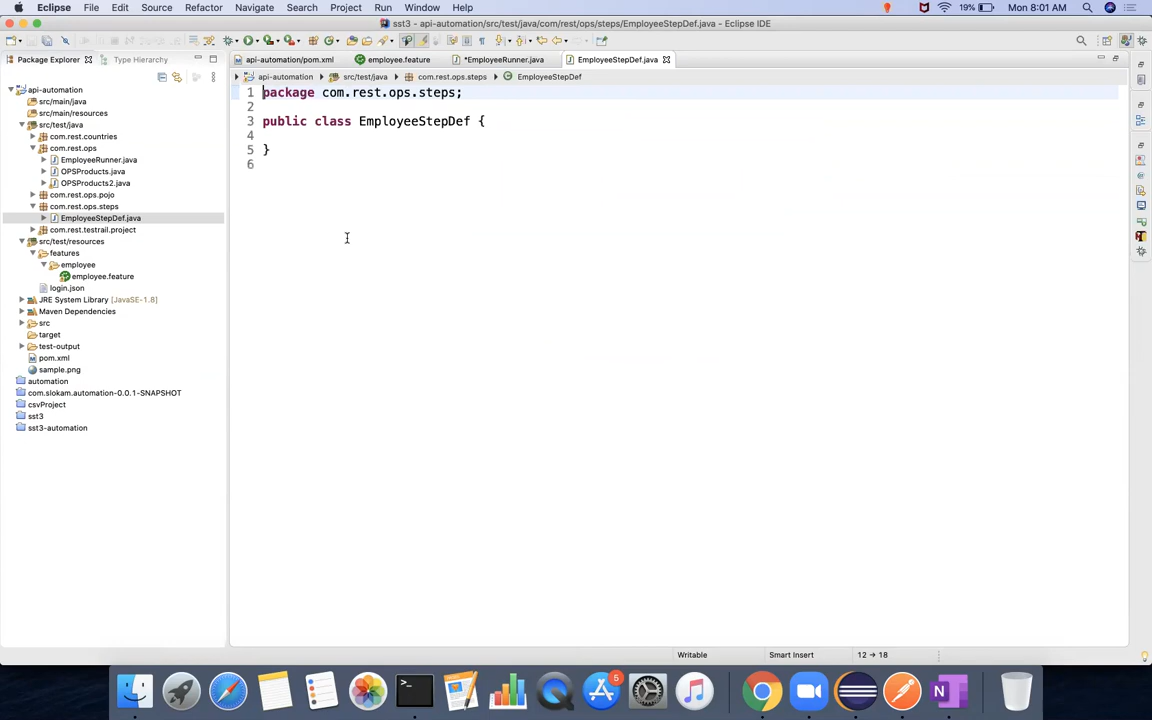 Eclipse File Edit Source Refactor Navigate Search Project Run Window Help 19% Mon 8:01 AM
sst3 - api-automation/src/test/java/com/rest/ops/steps/EmployeeStepDef.java - Eclipse IDE
Package Explorer Type Hierarchy
api-automation/pom.xml employee.feature *EmployeeRunner.java EmployeeStepDef.java
api-automation src/test/java com.rest.ops.steps EmployeeStepDef
api-automation
src/main/java
src/main/resources
src/test/java
com.rest.countries
com.rest.ops
EmployeeRunner.java
OPSProducts.java
OPSProducts2.java
com.rest.ops.pojo
com.rest.ops.steps
EmployeeStepDef.java
com.rest.testrail.project
src/test/resources
features
employee
employee.feature
login.json
JRE System Library [JavaSE-1.8]
Maven Dependencies
src
target
test-output
pom.xml
sample.png
automation
com.slokam.automation-0.0.1-SNAPSHOT
csvProject
sst3
sst3-automation
1 package com.rest.ops.steps;
2
3 public class EmployeeStepDef {
4
5 }
6
Writable Smart Insert 12 → 18
5